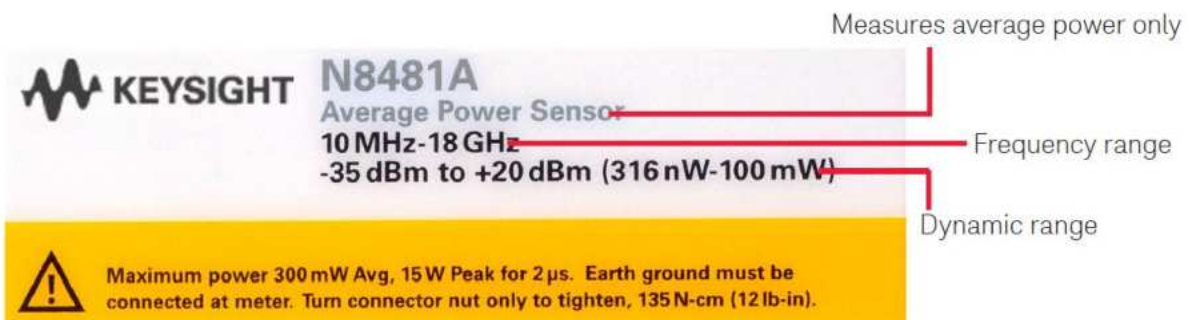 Measures average power only
KEYSIGHT
N8481A
Average Power Sensor
10 MHz-18 GHz
-35 dBm to +20 dBm (316 nW-100 mW)
Frequency range
Dynamic range
Maximum power 300 mW Avg, 15 W Peak for 2 µs. Earth ground must be
connected at meter. Turn connector nut only to tighten, 135 N-cm (12 lb-in).